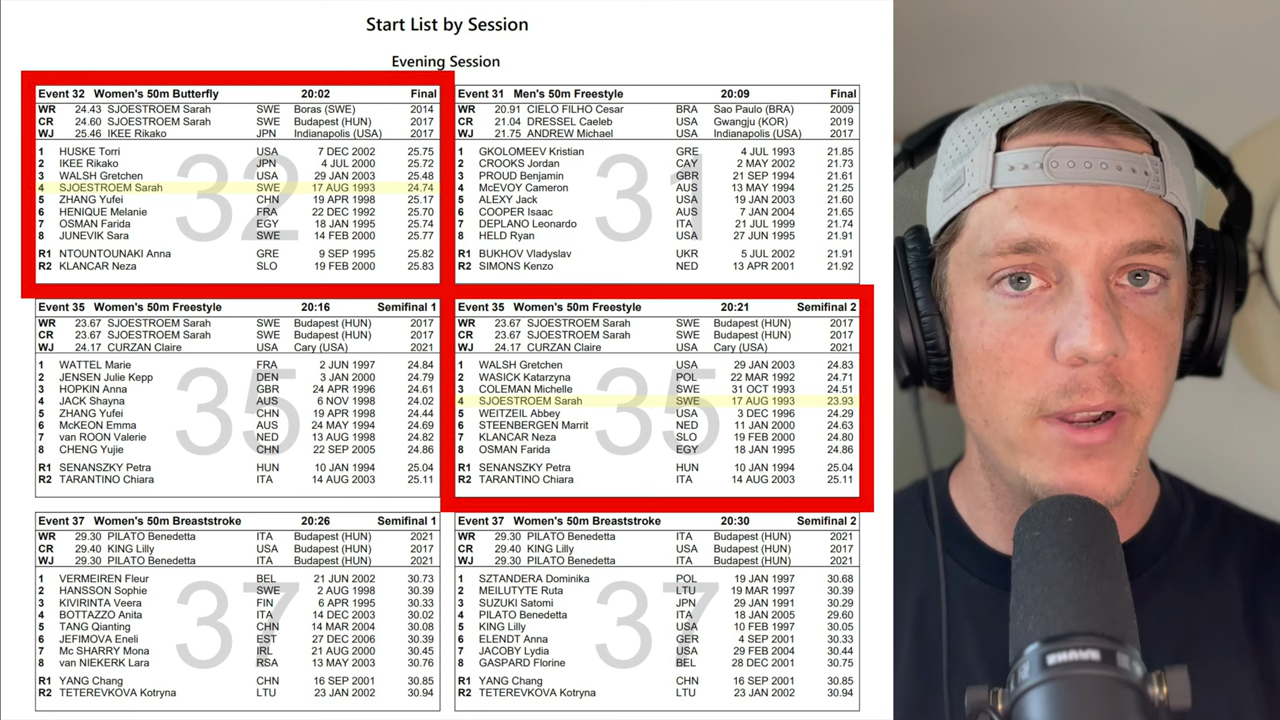 Start List by Session
Evening Session
Event 32 Women's 50m Butterfly 20:02 Final
WR 24.43 SJOESTROEM Sarah SWE Boras (SWE) 2014
CR 24.60 SJOESTROEM Sarah SWE Budapest (HUN) 2017
WJ 25.46 IKEE Rikako JPN Indianapolis (USA) 2017
32
1 HUSKE Torri USA 7 DEC 2002 25.75
2 IKEE Rikako JPN 4 JUL 2000 25.72
3 WALSH Gretchen USA 29 JAN 2003 25.48
4 SJOESTROEM Sarah SWE 17 AUG 1993 24.74
5 ZHANG Yufei CHN 19 APR 1998 25.17
6 HENIQUE Melanie FRA 22 DEC 1992 25.70
7 OSMAN Farida EGY 18 JAN 1995 25.74
8 JUNEVIK Sara SWE 14 FEB 2000 25.77
R1 NTOUNTOUNAKI Anna GRE 9 SEP 1995 25.82
R2 KLANCAR Neza SLO 19 FEB 2000 25.83
Event 31 Men's 50m Freestyle 20:09 Final
WR 20.91 CIELO FILHO Cesar BRA Sao Paulo (BRA) 2009
CR 21.04 DRESSEL Caeleb USA Gwangju (KOR) 2019
WJ 21.75 ANDREW Michael USA Indianapolis (USA) 2017
31
1 GKOLOMEEV Kristian GRE 4 JUL 1993 21.85
2 CROOKS Jordan CAY 2 MAY 2002 21.73
3 PROUD Benjamin GBR 21 SEP 1994 21.61
4 McEVOY Cameron AUS 13 MAY 1994 21.25
5 ALEXY Jack USA 19 JAN 2003 21.60
6 COOPER Isaac AUS 7 JAN 2004 21.65
7 DEPLANO Leonardo ITA 21 JUL 1999 21.74
8 HELD Ryan USA 27 JUN 1995 21.91
R1 BUKHOV Vladyslav UKR 5 JUL 2002 21.91
R2 SIMONS Kenzo NED 13 APR 2001 21.92
Event 35 Women's 50m Freestyle 20:16 Semifinal 1
WR 23.67 SJOESTROEM Sarah SWE Budapest (HUN) 2017
CR 23.67 SJOESTROEM Sarah SWE Budapest (HUN) 2017
WJ 24.17 CURZAN Claire USA Cary (USA) 2021
35
1 WATTEL Marie FRA 2 JUN 1997 24.84
2 JENSEN Julie Kepp DEN 3 JAN 2000 24.79
3 HOPKIN Anna GBR 24 APR 1996 24.61
4 JACK Shayna AUS 6 NOV 1998 24.02
5 ZHANG Yufei CHN 19 APR 1998 24.44
6 McKEON Emma AUS 24 MAY 1994 24.69
7 van ROON Valerie NED 13 AUG 1998 24.82
8 CHENG Yujie CHN 22 SEP 2005 24.86
R1 SENANSZKY Petra HUN 10 JAN 1994 25.04
R2 TARANTINO Chiara ITA 14 AUG 2003 25.11
Event 35 Women's 50m Freestyle 20:21 Semifinal 2
WR 23.67 SJOESTROEM Sarah SWE Budapest (HUN) 2017
CR 23.67 SJOESTROEM Sarah SWE Budapest (HUN) 2017
WJ 24.17 CURZAN Claire USA Cary (USA) 2021
35
1 WALSH Gretchen USA 29 JAN 2003 24.83
2 WASICK Katarzyna POL 22 MAR 1992 24.71
3 COLEMAN Michelle SWE 31 OCT 1993 24.51
4 SJOESTROEM Sarah SWE 17 AUG 1993 23.93
5 WEITZEIL Abbey USA 3 DEC 1996 24.29
6 STEENBERGEN Marrit NED 11 JAN 2000 24.63
7 KLANCAR Neza SLO 19 FEB 2000 24.80
8 OSMAN Farida EGY 18 JAN 1995 24.86
R1 SENANSZKY Petra HUN 10 JAN 1994 25.04
R2 TARANTINO Chiara ITA 14 AUG 2003 25.11
Event 37 Women's 50m Breaststroke 20:26 Semifinal 1
WR 29.30 PILATO Benedetta ITA Budapest (HUN) 2021
CR 29.40 KING Lilly USA Budapest (HUN) 2017
WJ 29.30 PILATO Benedetta ITA Budapest (HUN) 2021
37
1 VERMEIREN Fleur BEL 21 JUN 2002 30.73
2 HANSSON Sophie SWE 2 AUG 1998 30.39
3 KIVIRINTA Veera FIN 6 APR 1995 30.33
4 BOTTAZZO Anita ITA 14 DEC 2003 30.02
5 TANG Qianting CHN 14 MAR 2004 30.08
6 JEFIMOVA Eneli EST 27 DEC 2006 30.39
7 Mc SHARRY Mona IRL 21 AUG 2000 30.45
8 van NIEKERK Lara RSA 13 MAY 2003 30.76
R1 YANG Chang CHN 16 SEP 2001 30.85
R2 TETEREVKOVA Kotryna LTU 23 JAN 2002 30.94
Event 37 Women's 50m Breaststroke 20:30 Semifinal 2
WR 29.30 PILATO Benedetta ITA Budapest (HUN) 2021
CR 29.40 KING Lilly USA Budapest (HUN) 2017
WJ 29.30 PILATO Benedetta ITA Budapest (HUN) 2021
37
1 SZTANDERA Dominika POL 19 JAN 1997 30.68
2 MEILUTYTE Ruta LTU 19 MAR 1997 30.39
3 SUZUKI Satomi JPN 29 JAN 1991 30.29
4 PILATO Benedetta ITA 18 JAN 2005 29.60
5 KING Lilly USA 10 FEB 1997 30.05
6 ELENDT Anna GER 4 SEP 2001 30.33
7 JACOBY Lydia USA 29 FEB 2004 30.44
8 GASPARD Florine BEL 28 DEC 2001 30.75
R1 YANG Chang CHN 16 SEP 2001 30.85
R2 TETEREVKOVA Kotryna LTU 23 JAN 2002 30.94